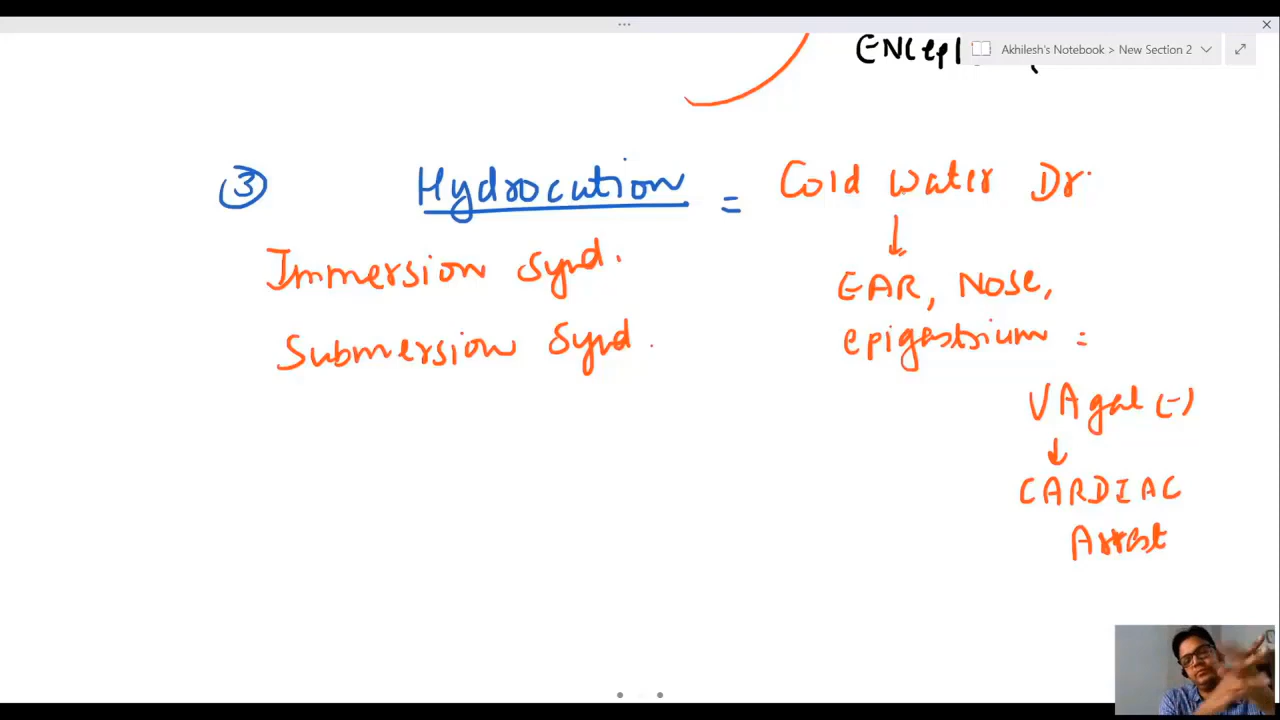 Akhilesh's Notebook > New Section 2
③ Hydrocution = Cold water Dr.
Immersion Synd.
Submersion Synd.
↓
EAR, Nose,
epigastrium =
VAgal (-)
↓
CARDIAC
Arrest